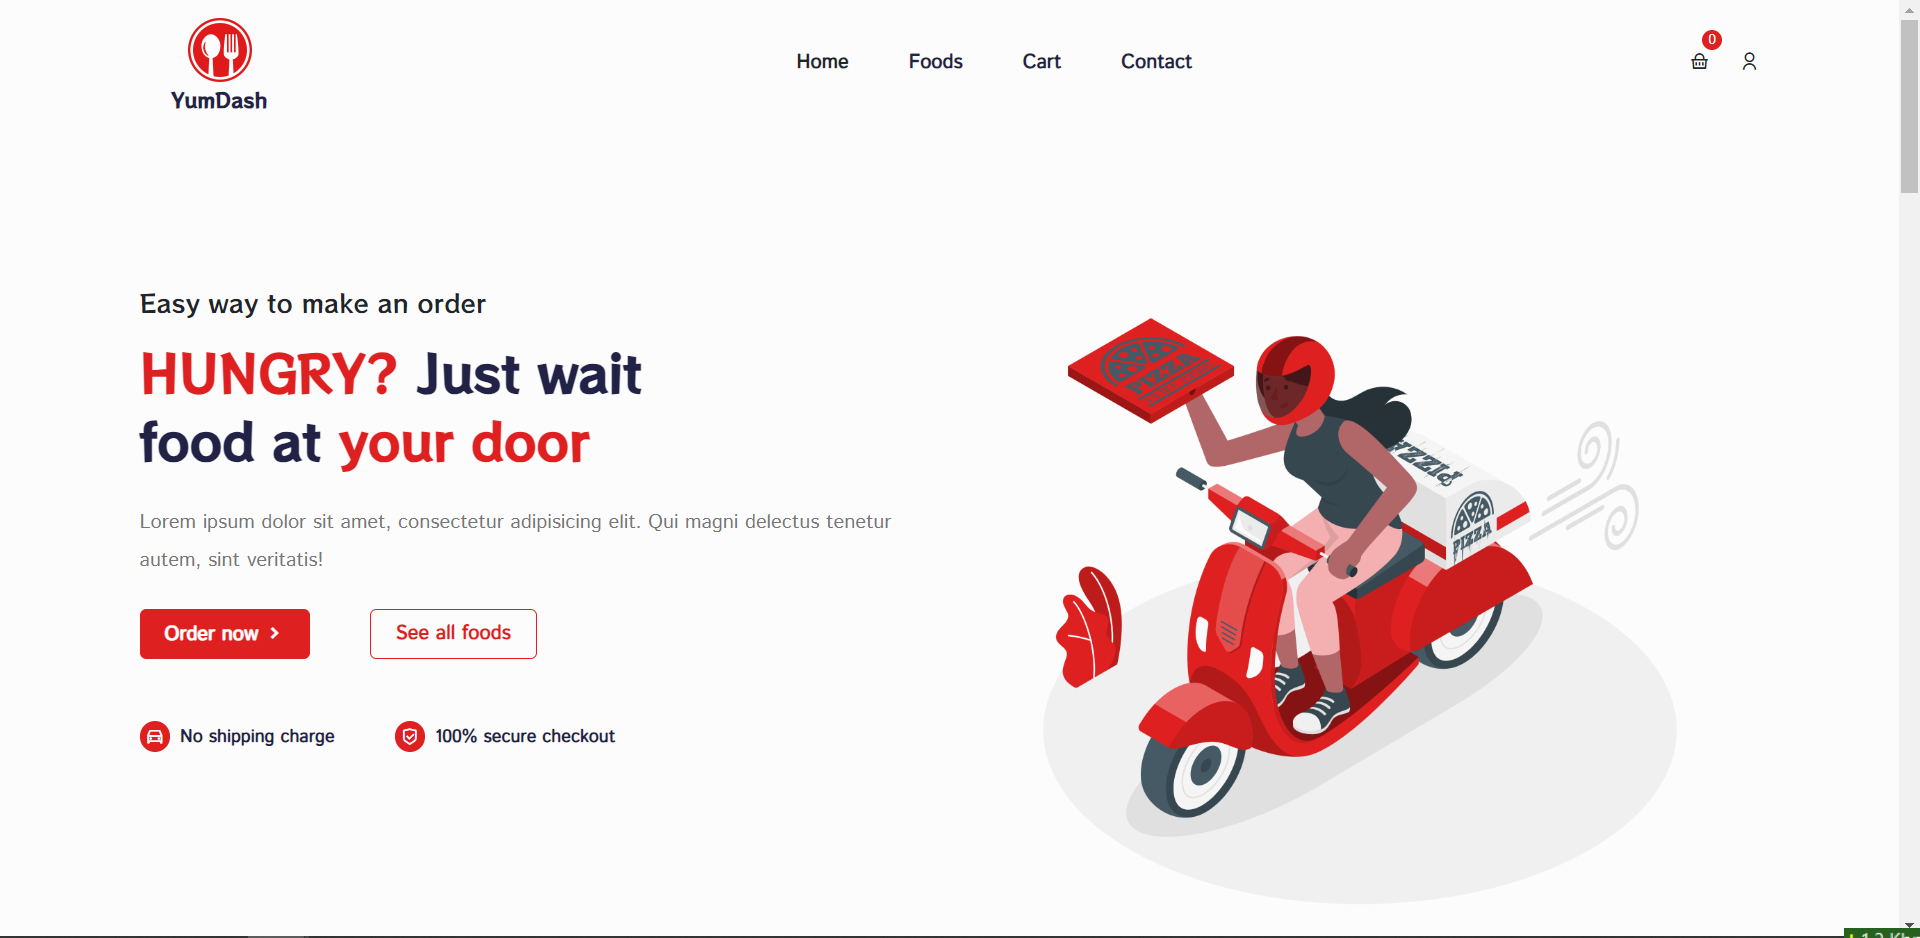 YumDash
Home
Foods
Cart
Contact
0
Easy way to make an order
HUNGRY? Just wait
food at your door
Lorem ipsum dolor sit amet, consectetur adipisicing elit. Qui magni delectus tenetur
autem, sint veritatis!
Order now
See all foods
No shipping charge
100% secure checkout
PIZZA
PIZZA
PIZZA